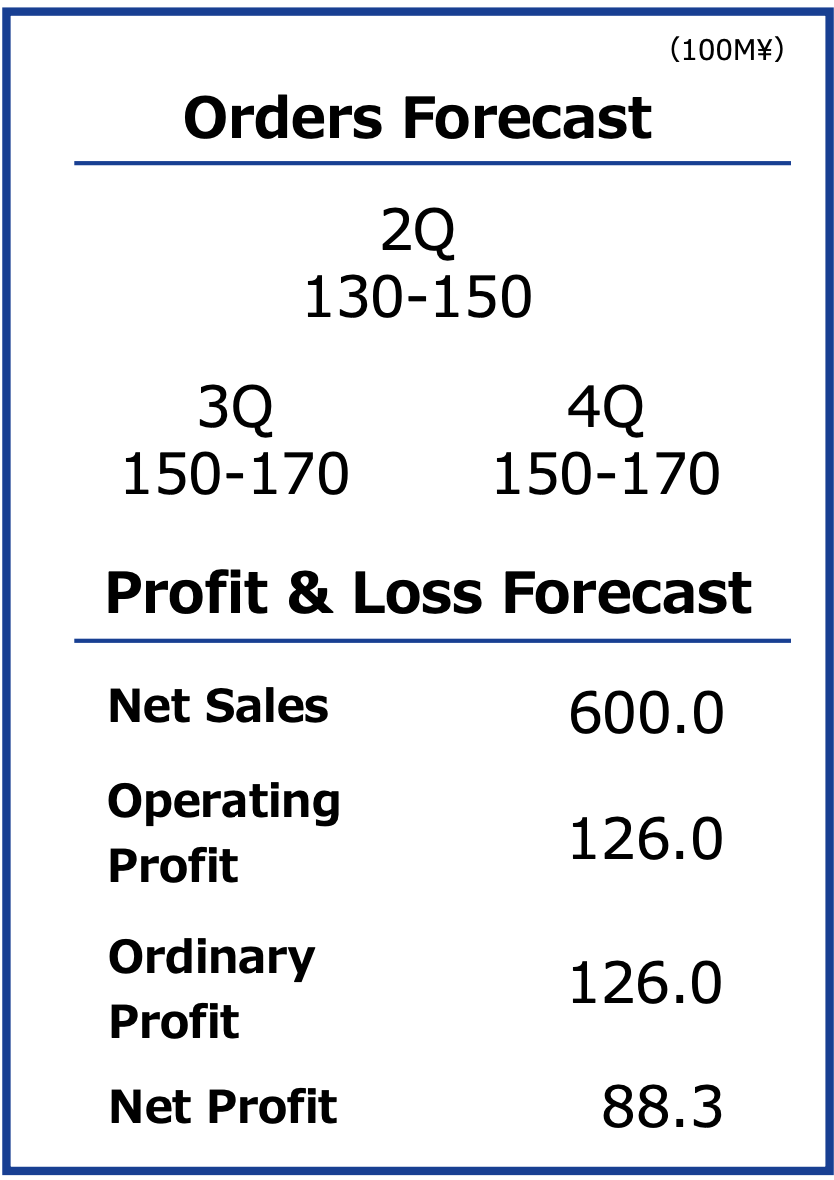 （100M¥）
Orders Forecast
2Q
130-150
3Q 4Q
150-170 150-170
Profit & Loss Forecast
Net Sales 600.0
Operating
Profit 126.0
Ordinary
Profit 126.0
Net Profit 88.3